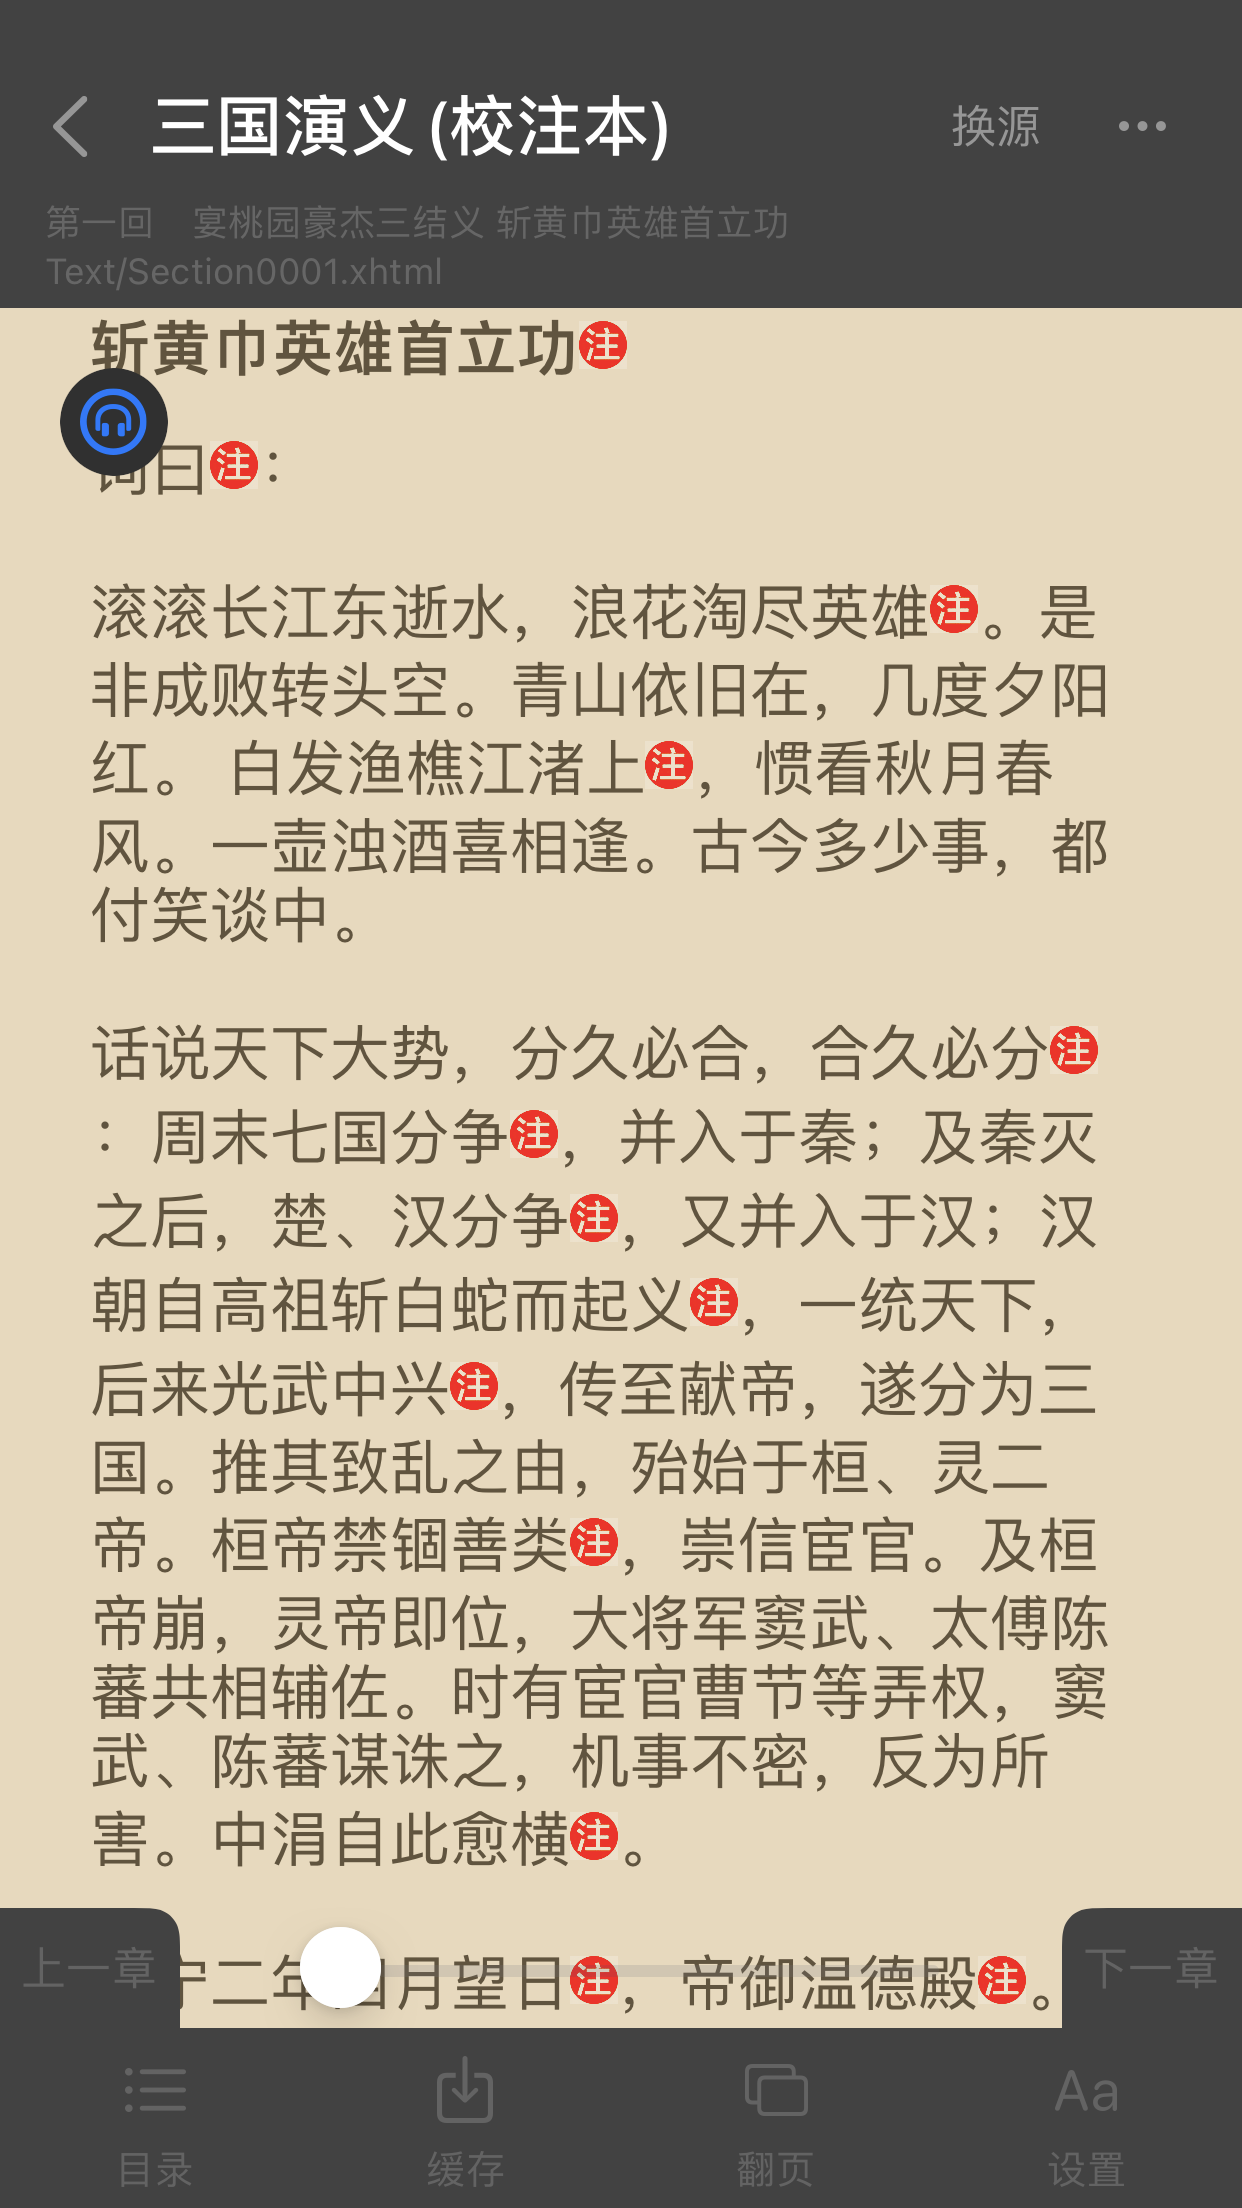 三国演义 (校注本)
换源
第一回 宴桃园豪杰三结义 斩黄巾英雄首立功
Text/Section0001.xhtml
斩黄巾英雄首立功注
词曰注：
滚滚长江东逝水，浪花淘尽英雄注。是
非成败转头空。青山依旧在，几度夕阳
红。 白发渔樵江渚上注，惯看秋月春
风。一壶浊酒喜相逢。古今多少事，都
付笑谈中。
话说天下大势，分久必合，合久必分注
：周末七国分争注，并入于秦；及秦灭
之后，楚、汉分争注，又并入于汉；汉
朝自高祖斩白蛇而起义注，一统天下，
后来光武中兴注，传至献帝，遂分为三
国。推其致乱之由，殆始于桓、灵二
帝。桓帝禁锢善类注，崇信宦官。及桓
帝崩，灵帝即位，大将军窦武、太傅陈
蕃共相辅佐。时有宦官曹节等弄权，窦
武、陈蕃谋诛之，机事不密，反为所
害。中涓自此愈横注。
宁二年四月望日注，帝御温德殿注。
上一章
下一章
目录
缓存
翻页
Aa
设置